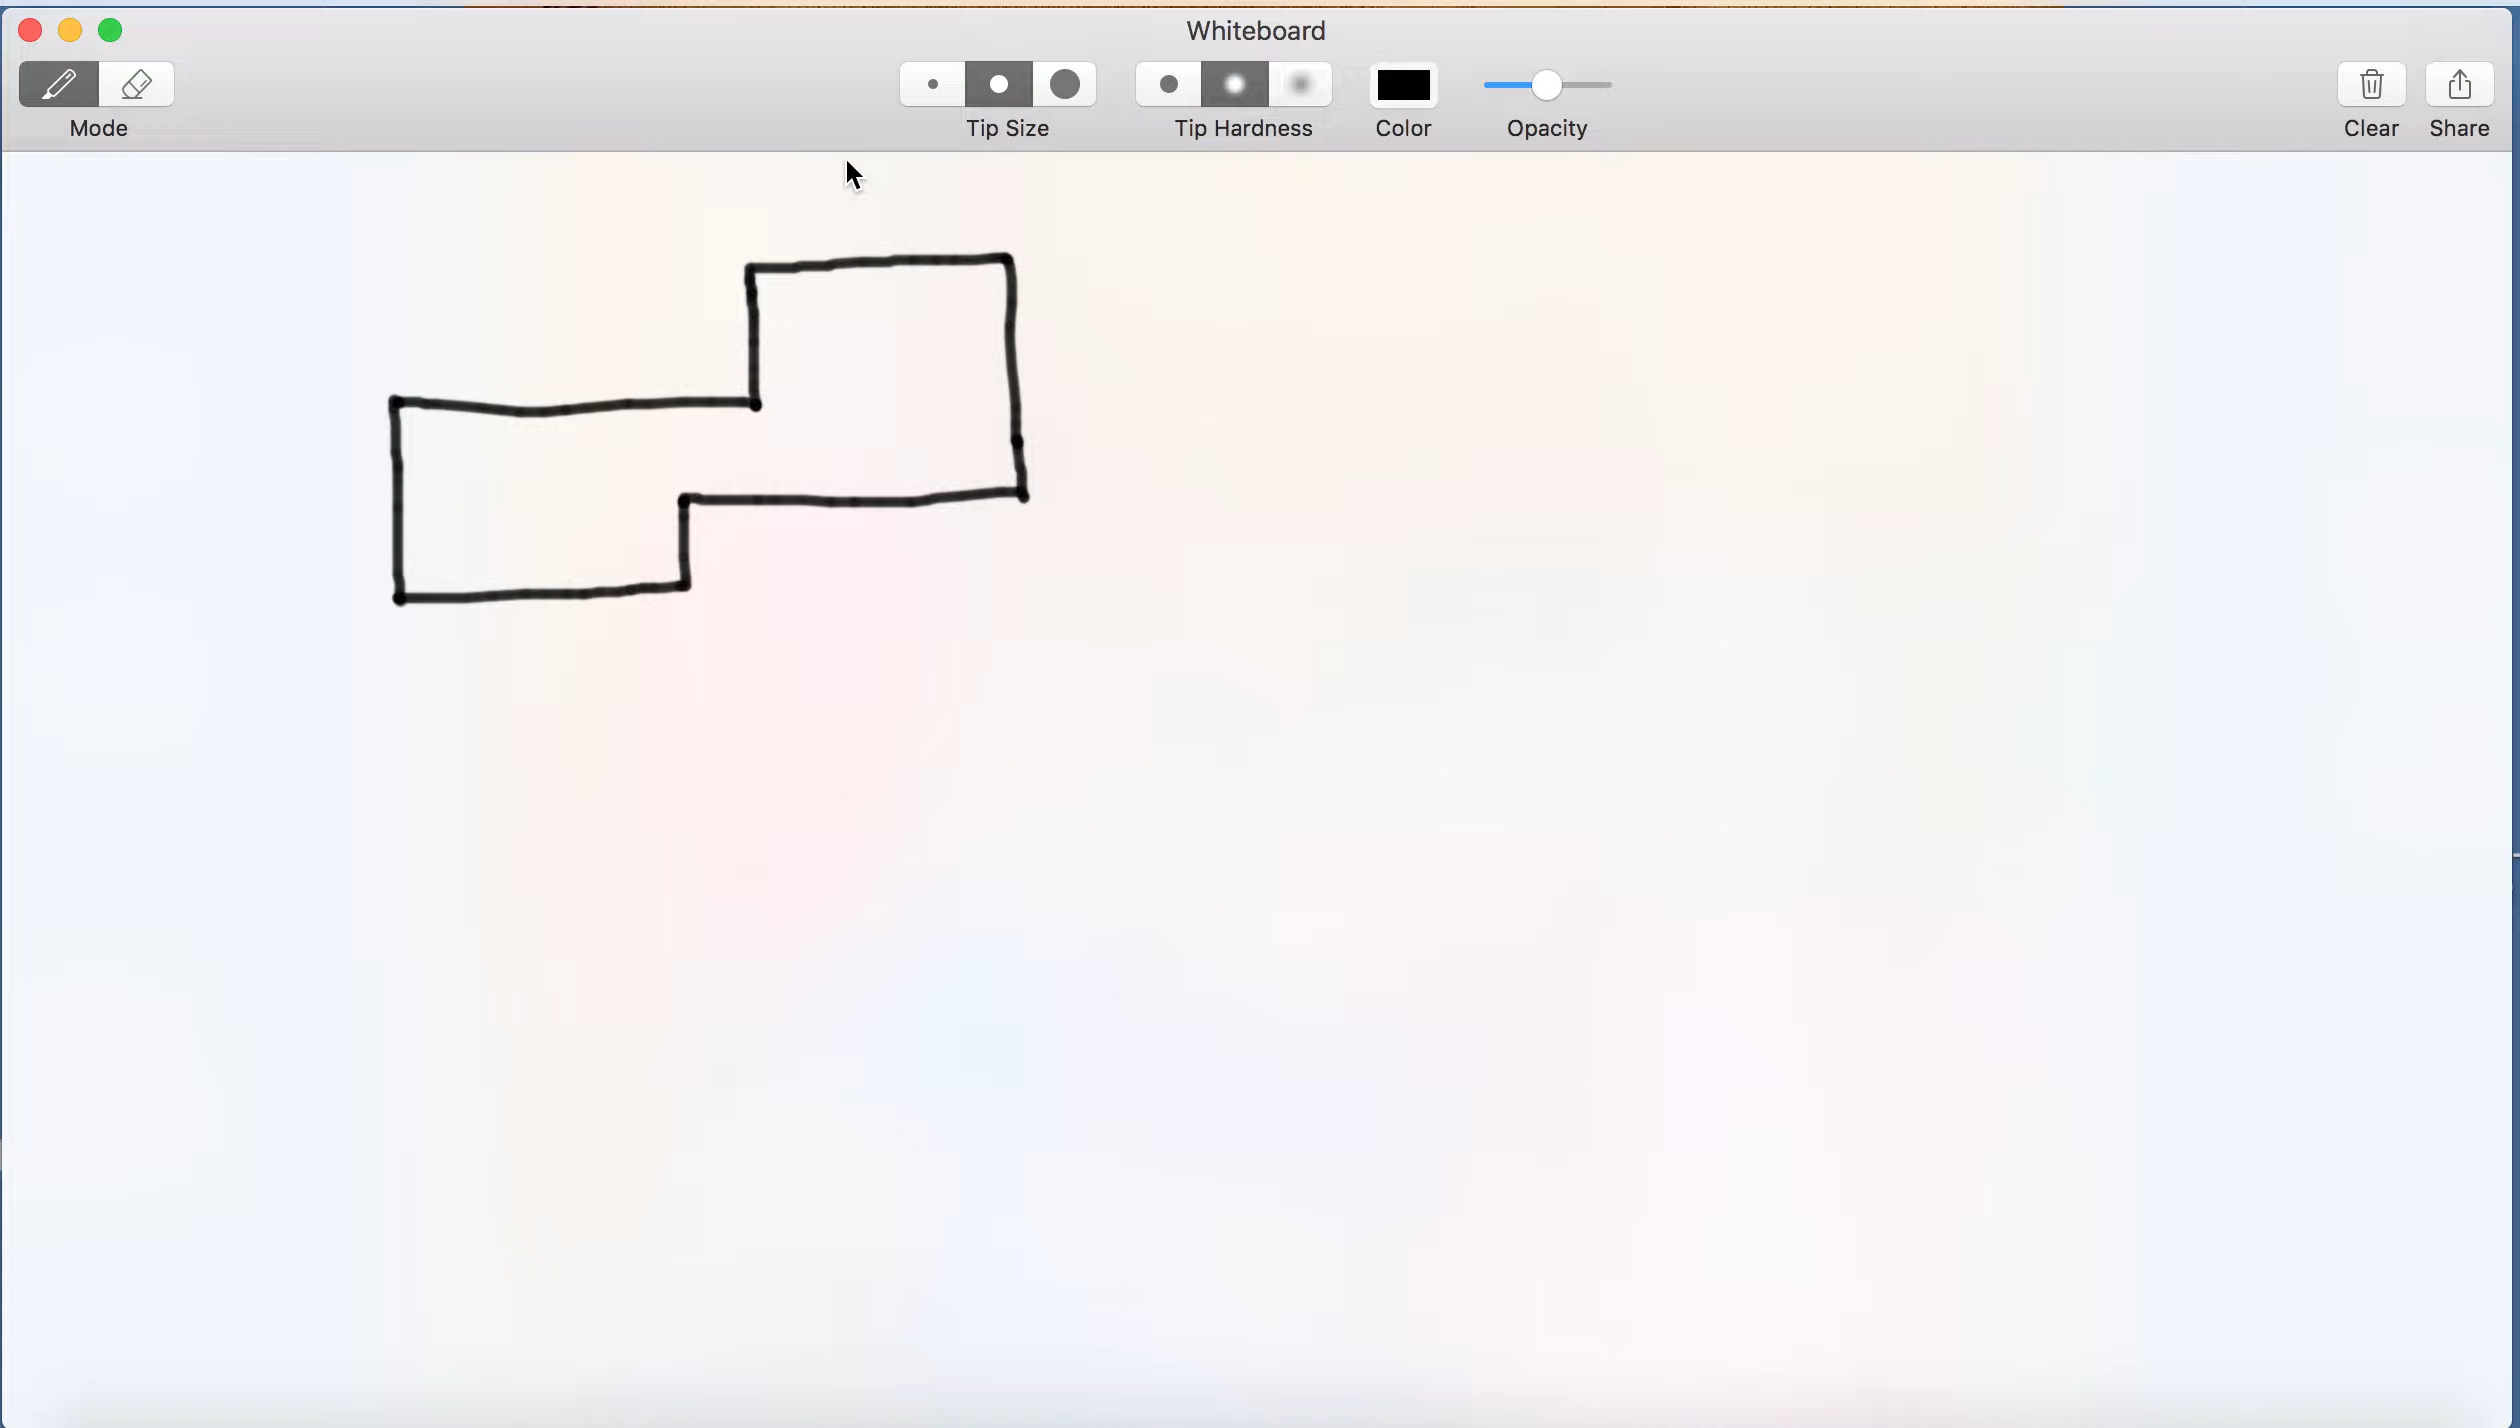 Whiteboard
Mode
Tip Size
Tip Hardness
Color
Opacity
Clear
Share